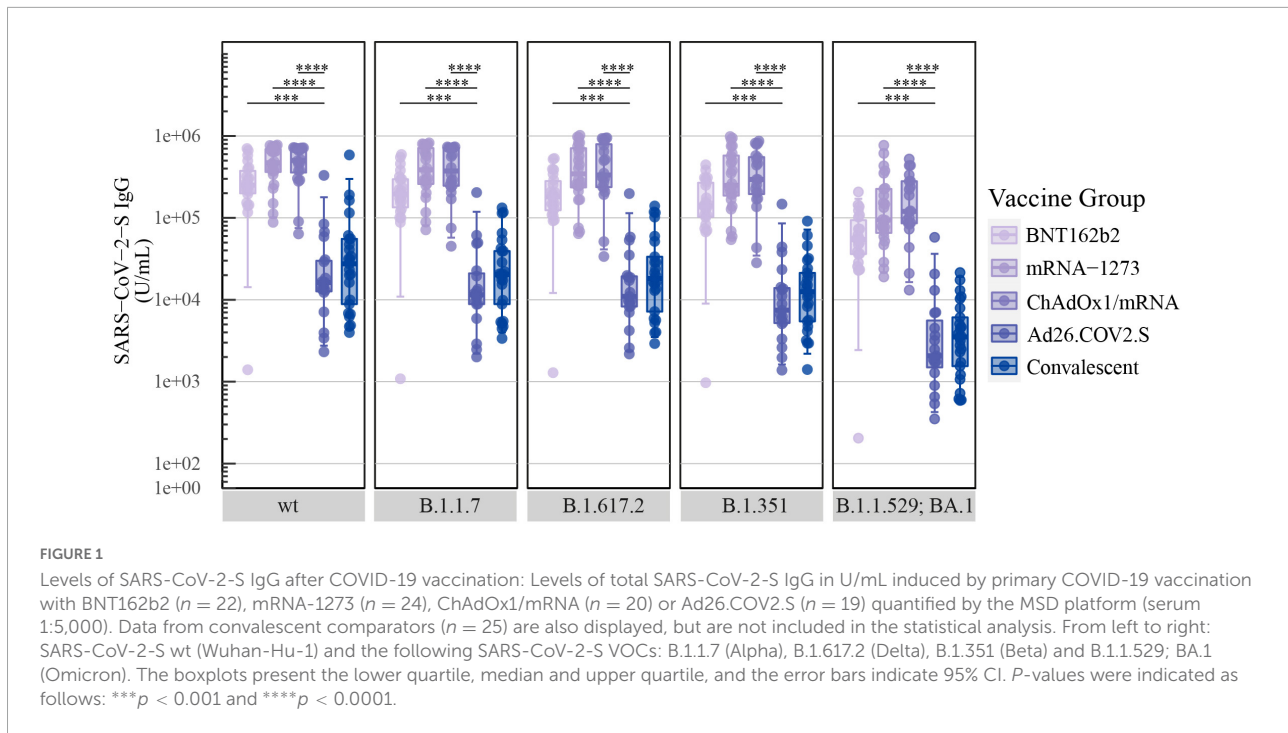 **** **** **** **** ****
**** **** **** **** ****
*** *** *** *** ***
SARS−CoV−2−S IgG
(U/mL)
1e+06
1e+05
1e+04
1e+03
1e+02
1e+00
wt B.1.1.7 B.1.617.2 B.1.351 B.1.1.529; BA.1
Vaccine Group
BNT162b2
mRNA−1273
ChAdOx1/mRNA
Ad26.COV2.S
Convalescent
FIGURE 1
Levels of SARS-CoV-2-S IgG after COVID-19 vaccination: Levels of total SARS-CoV-2-S IgG in U/mL induced by primary COVID-19 vaccination
with BNT162b2 (n = 22), mRNA-1273 (n = 24), ChAdOx1/mRNA (n = 20) or Ad26.COV2.S (n = 19) quantified by the MSD platform (serum
1:5,000). Data from convalescent comparators (n = 25) are also displayed, but are not included in the statistical analysis. From left to right:
SARS-CoV-2-S wt (Wuhan-Hu-1) and the following SARS-CoV-2-S VOCs: B.1.1.7 (Alpha), B.1.617.2 (Delta), B.1.351 (Beta) and B.1.1.529; BA.1
(Omicron). The boxplots present the lower quartile, median and upper quartile, and the error bars indicate 95% CI. P-values were indicated as
follows: ***p < 0.001 and ****p < 0.0001.